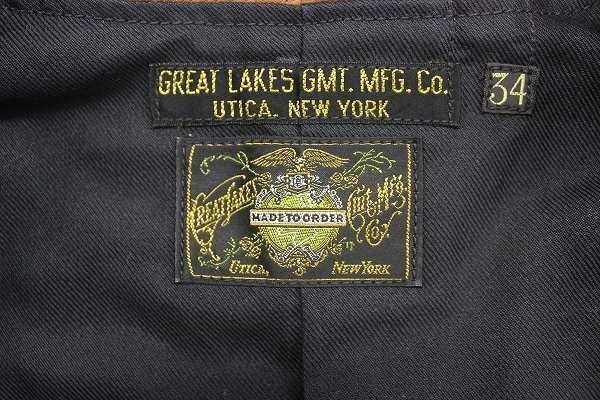 GREAT LAKES GMT. MFG. Co.
UTICA. NEW YORK
34
GREAT LAKES GMT. MF'G Co.
MADE TO ORDER
UTICA NEW YORK